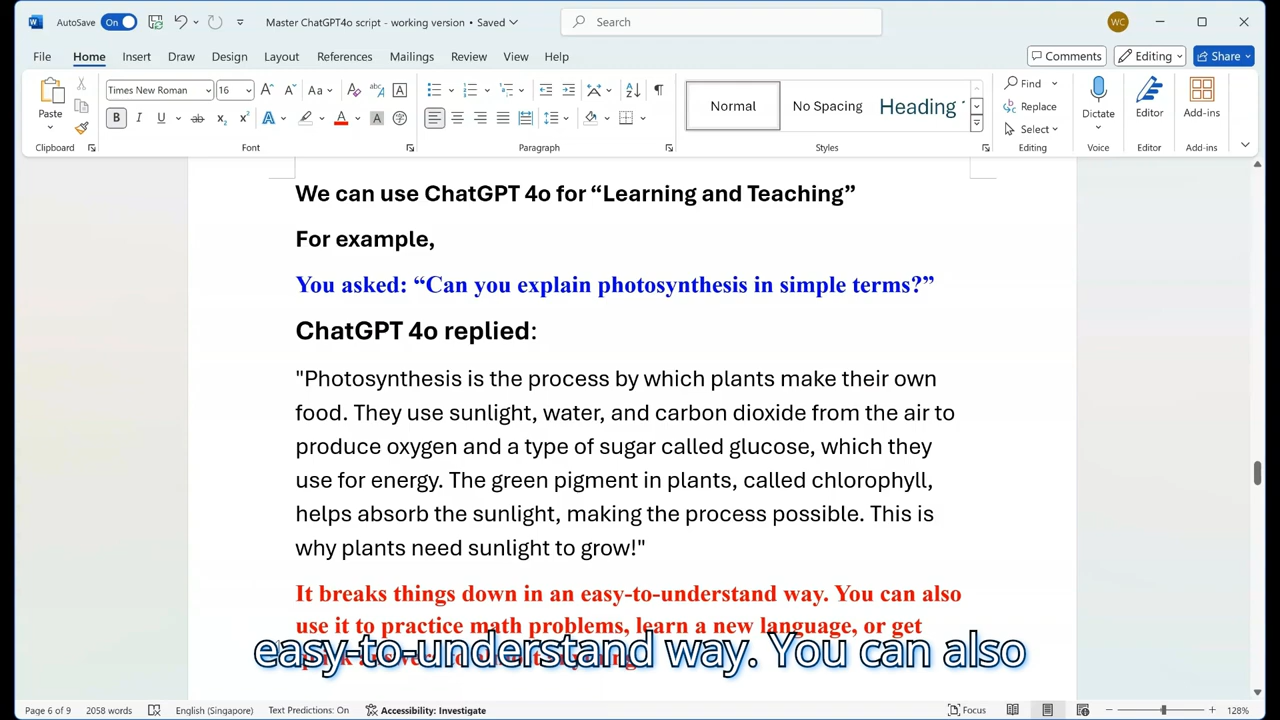 AutoSave On Master ChatGPT4o script - working version • Saved Search WC
File Home Insert Draw Design Layout References Mailings Review View Help Comments Editing Share
Times New Roman 16 Aa A
Paste B I U ab x₂ x² A A A
Normal No Spacing Heading
Find Replace Select
Dictate Editor Add-ins
Clipboard Font Paragraph Styles Editing Voice Editor Add-ins
We can use ChatGPT 4o for “Learning and Teaching”
For example,
You asked: “Can you explain photosynthesis in simple terms?”
ChatGPT 4o replied:
"Photosynthesis is the process by which plants make their own
food. They use sunlight, water, and carbon dioxide from the air to
produce oxygen and a type of sugar called glucose, which they
use for energy. The green pigment in plants, called chlorophyll,
helps absorb the sunlight, making the process possible. This is
why plants need sunlight to grow!"
It breaks things down in an easy-to-understand way. You can also
use it to practice math problems, learn a new language, or get
easy-to-understand way. You can also
Page 6 of 9 2058 words English (Singapore) Text Predictions: On Accessibility: Investigate Focus 128%